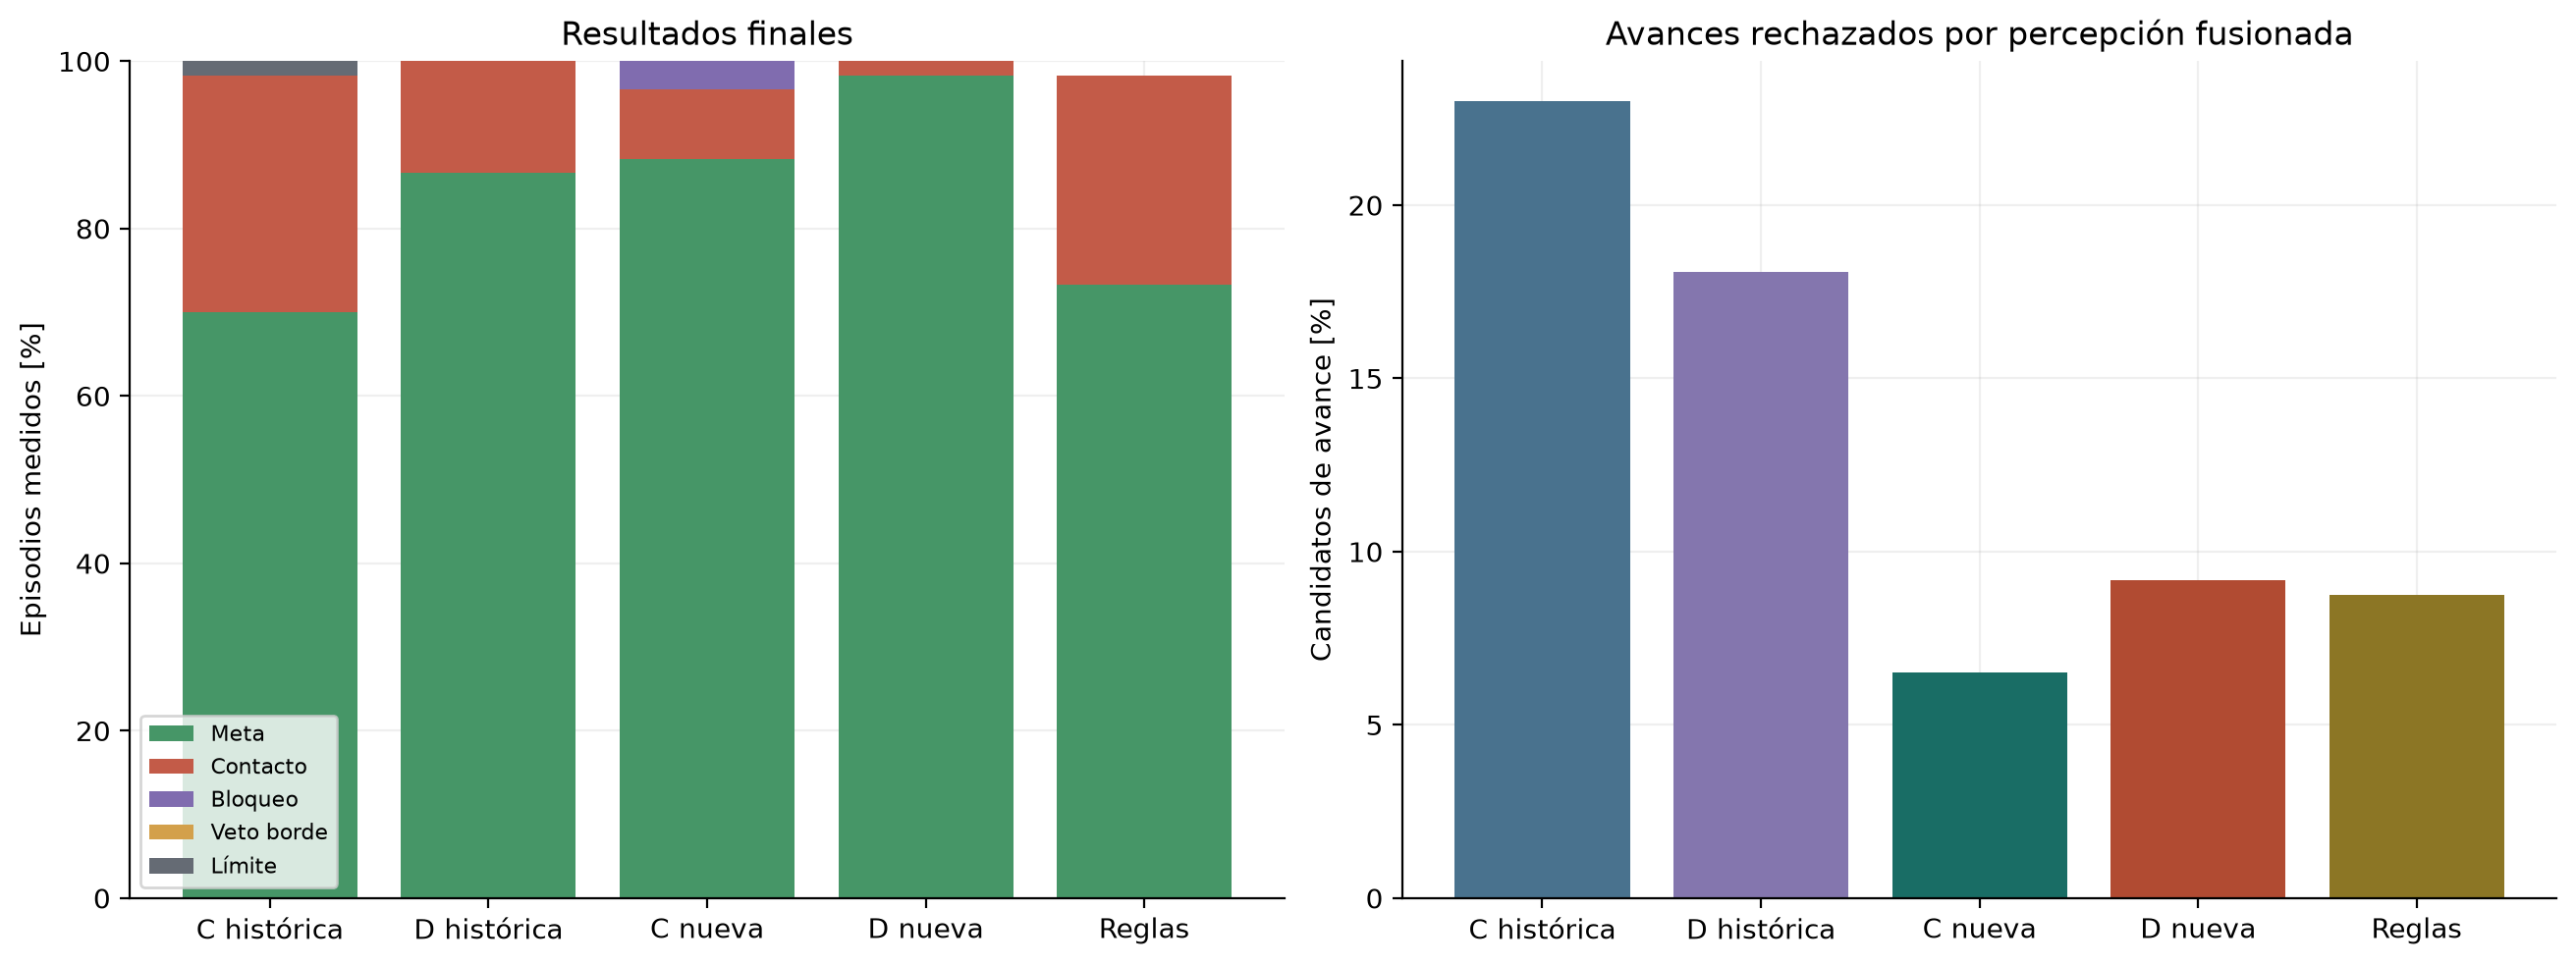 Resultados finales
Episodios medidos [%]
100
80
60
40
20
0
Meta
Contacto
Bloqueo
Veto borde
Límite
C histórica
D histórica
C nueva
D nueva
Reglas
Avances rechazados por percepción fusionada
Candidatos de avance [%]
20
15
10
5
0
C histórica
D histórica
C nueva
D nueva
Reglas